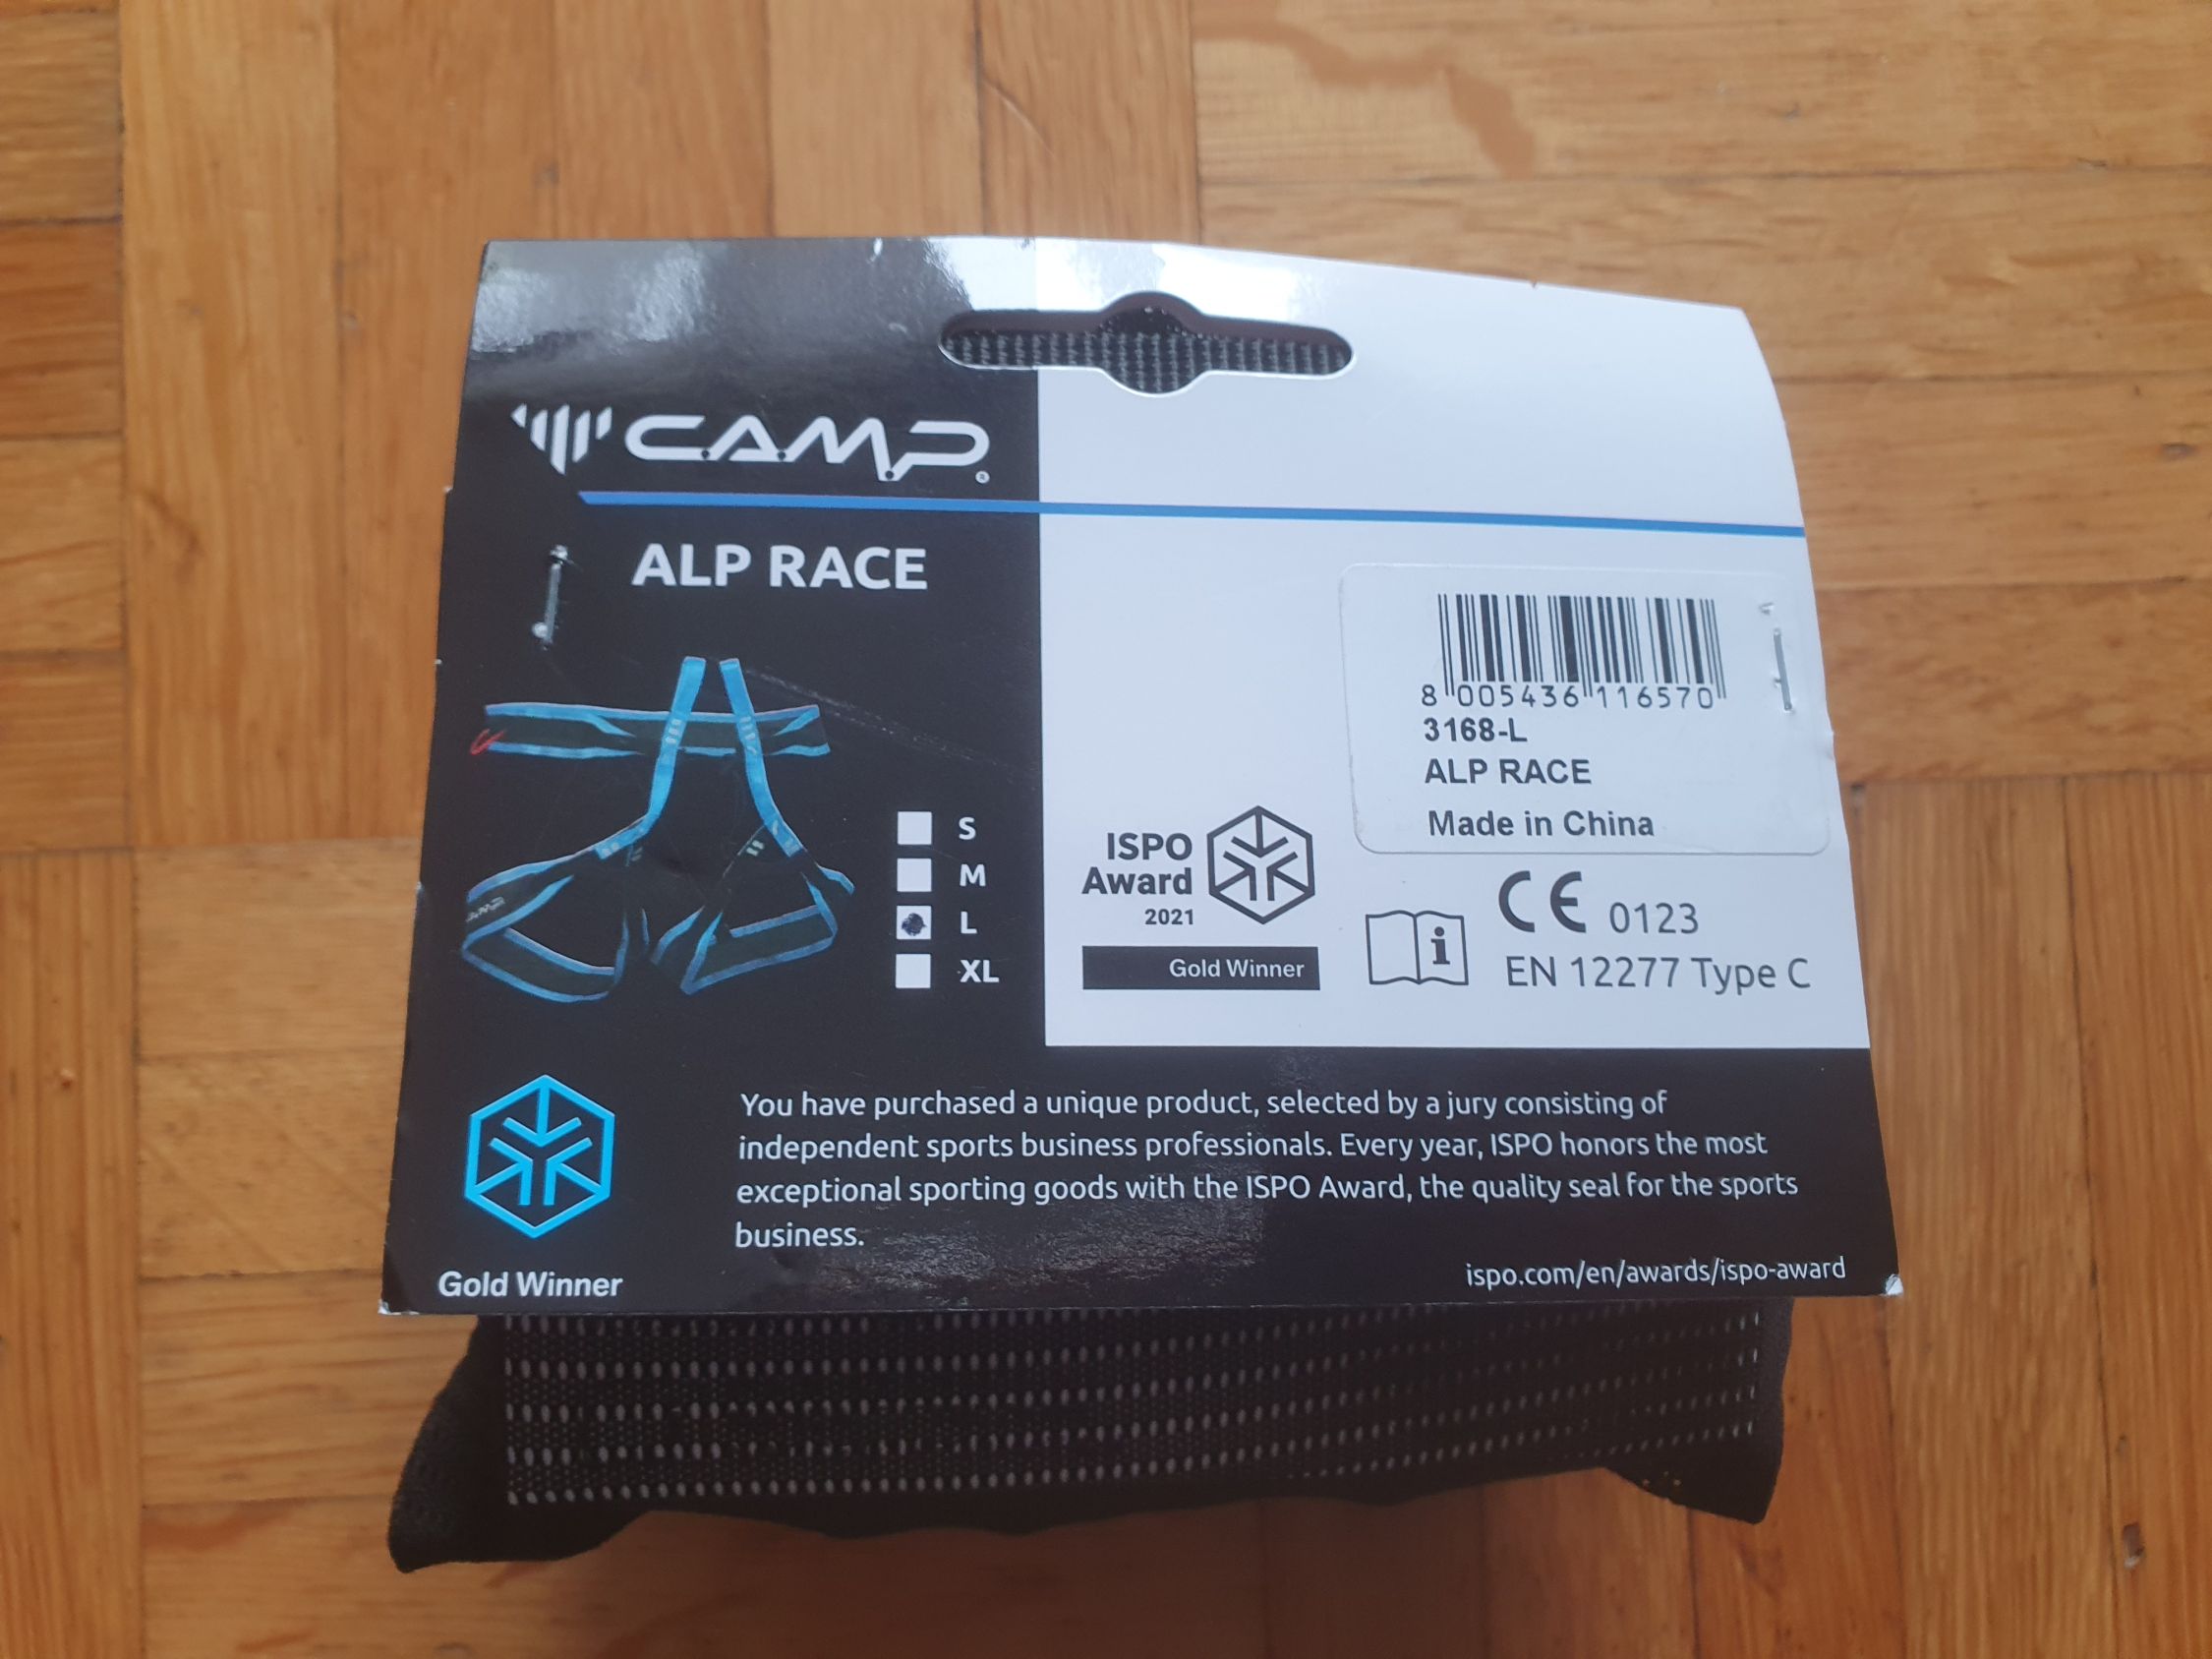 C.A.M.P.®
ALP RACE
S
M
L
XL
8 005436 116570
3168-L
ALP RACE
Made in China
ISPO
Award
2021
Gold Winner
i
CE 0123
EN 12277 Type C
Gold Winner
You have purchased a unique product, selected by a jury consisting of
independent sports business professionals. Every year, ISPO honors the most
exceptional sporting goods with the ISPO Award, the quality seal for the sports
business.
ispo.com/en/awards/ispo-award